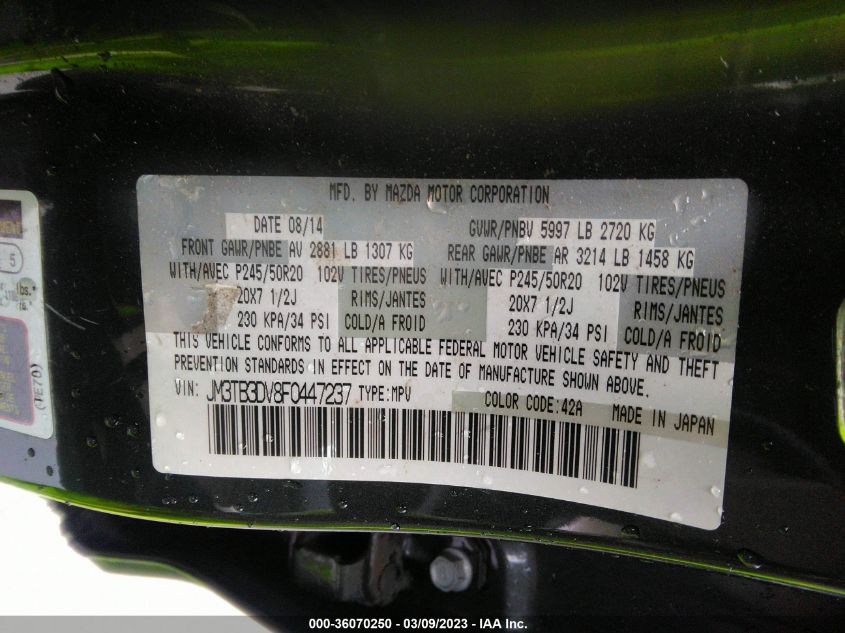 MFD. BY MAZDA MOTOR CORPORATION
DATE 08/14 GVWR/PNBV 5997 LB 2720 KG
FRONT GAWR/PNBE AV 2881 LB 1307 KG REAR GAWR/PNBE AR 3214 LB 1458 KG
WITH/AVEC P245/50R20 102V TIRES/PNEUS WITH/AVEC P245/50R20 102V TIRES/PNEUS
20X7 1/2J RIMS/JANTES 20X7 1/2J RIMS/JANTES
230 KPA/34 PSI COLD/A FROID 230 KPA/34 PSI COLD/A FROID
THIS VEHICLE CONFORMS TO ALL APPLICABLE FEDERAL MOTOR VEHICLE SAFETY AND THEFT
PREVENTION STANDARDS IN EFFECT ON THE DATE OF MANUFACTURE SHOWN ABOVE.
VIN: JM3TB3DV8F0447237 TYPE:MPV
COLOR CODE:42A MADE IN JAPAN
5
lbs.
(TE70)
000-36070250 - 03/09/2023 - IAA Inc.